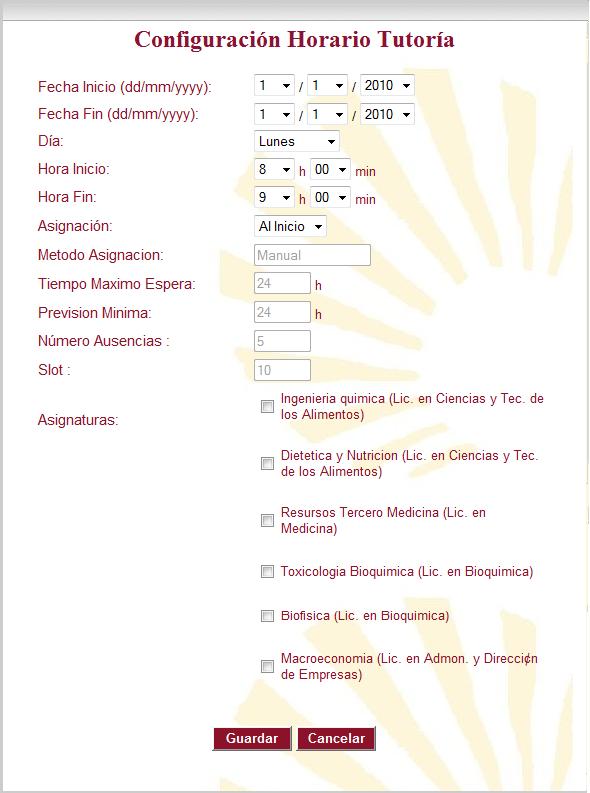 Configuración Horario Tutoría
Fecha Inicio (dd/mm/yyyy): 1 / 1 / 2010
Fecha Fin (dd/mm/yyyy): 1 / 1 / 2010
Día: Lunes
Hora Inicio: 8 h 00 min
Hora Fin: 9 h 00 min
Asignación: Al Inicio
Metodo Asignacion: Manual
Tiempo Maximo Espera: 24 h
Prevision Minima: 24 h
Número Ausencias : 5
Slot : 10
Asignaturas:
Ingenieria quimica (Lic. en Ciencias y Tec. de
los Alimentos)
Dietetica y Nutricion (Lic. en Ciencias y Tec.
de los Alimentos)
Resursos Tercero Medicina (Lic. en
Medicina)
Toxicologia Bioquimica (Lic. en Bioquimica)
Biofisica (Lic. en Bioquimica)
Macroeconomia (Lic. en Admon. y Direcci¢n
de Empresas)
Guardar Cancelar